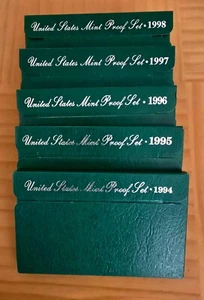 United States Mint Proof Set • 1998
United States Mint Proof Set • 1997
United States Mint Proof Set • 1996
United States Mint Proof Set • 1995
United States Mint Proof Set • 1994